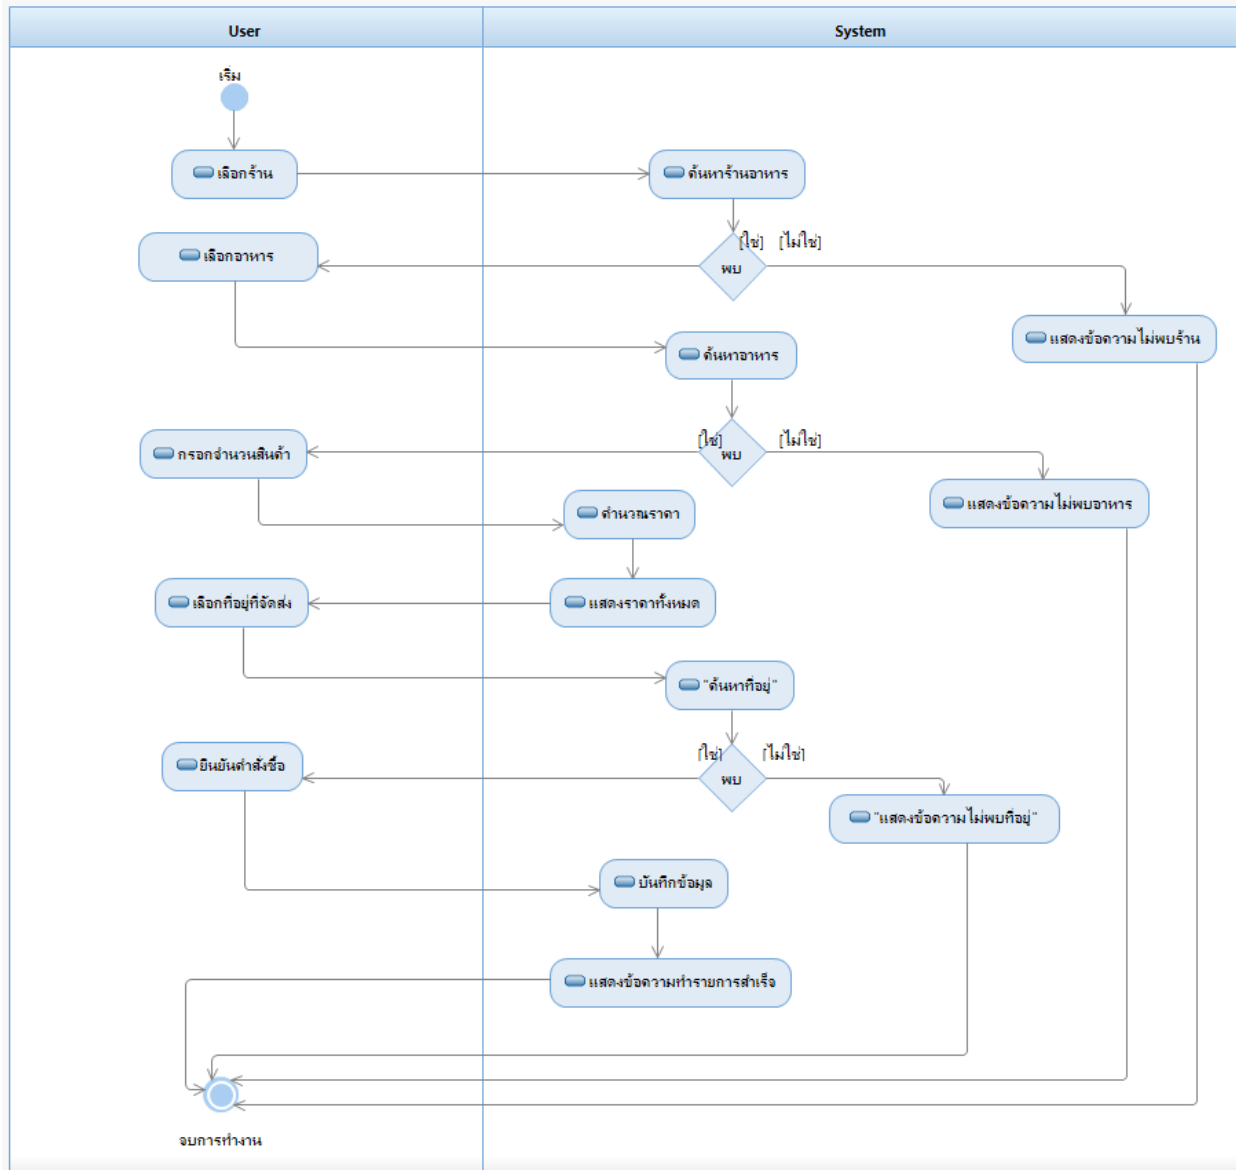 User
System
เริ่ม
เลือกร้าน
ค้นหาร้านอาหาร
[ใช่]
[ไม่ใช่]
เลือกอาหาร
พบ
แสดงข้อความไม่พบร้าน
ค้นหาอาหาร
[ใช่]
[ไม่ใช่]
กรอกจำนวนสินค้า
พบ
แสดงข้อความไม่พบอาหาร
คำนวณราคา
เลือกที่อยู่ที่จัดส่ง
แสดงราคาทั้งหมด
"ค้นหาที่อยู่"
[ใช่]
[ไม่ใช่]
ยืนยันคำสั่งซื้อ
พบ
"แสดงข้อความไม่พบที่อยู่"
บันทึกข้อมูล
แสดงข้อความทำรายการสำเร็จ
จบการทำงาน